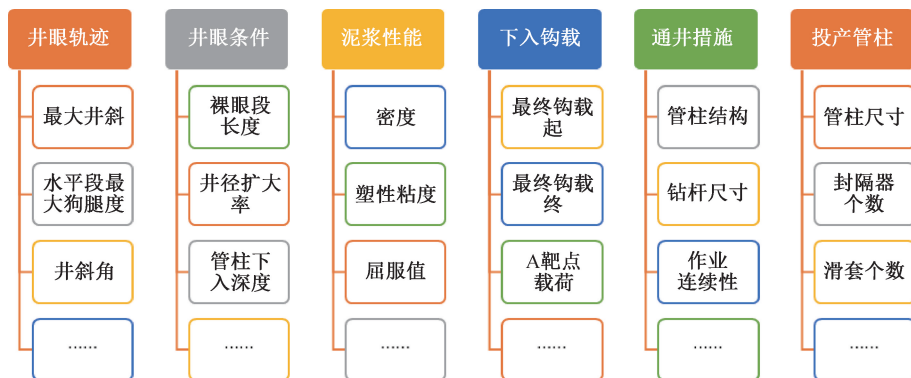 井眼轨迹
井眼条件
泥浆性能
下入钩载
通井措施
投产管柱
最大井斜
水平段最
大狗腿度
井斜角
......
裸眼段
长度
井径扩大
率
管柱下
入深度
......
密度
塑性粘度
屈服值
......
最终钩载
起
最终钩载
终
A靶点
载荷
......
管柱结构
钻杆尺寸
作业
连续性
......
管柱尺寸
封隔器
个数
滑套个数
......